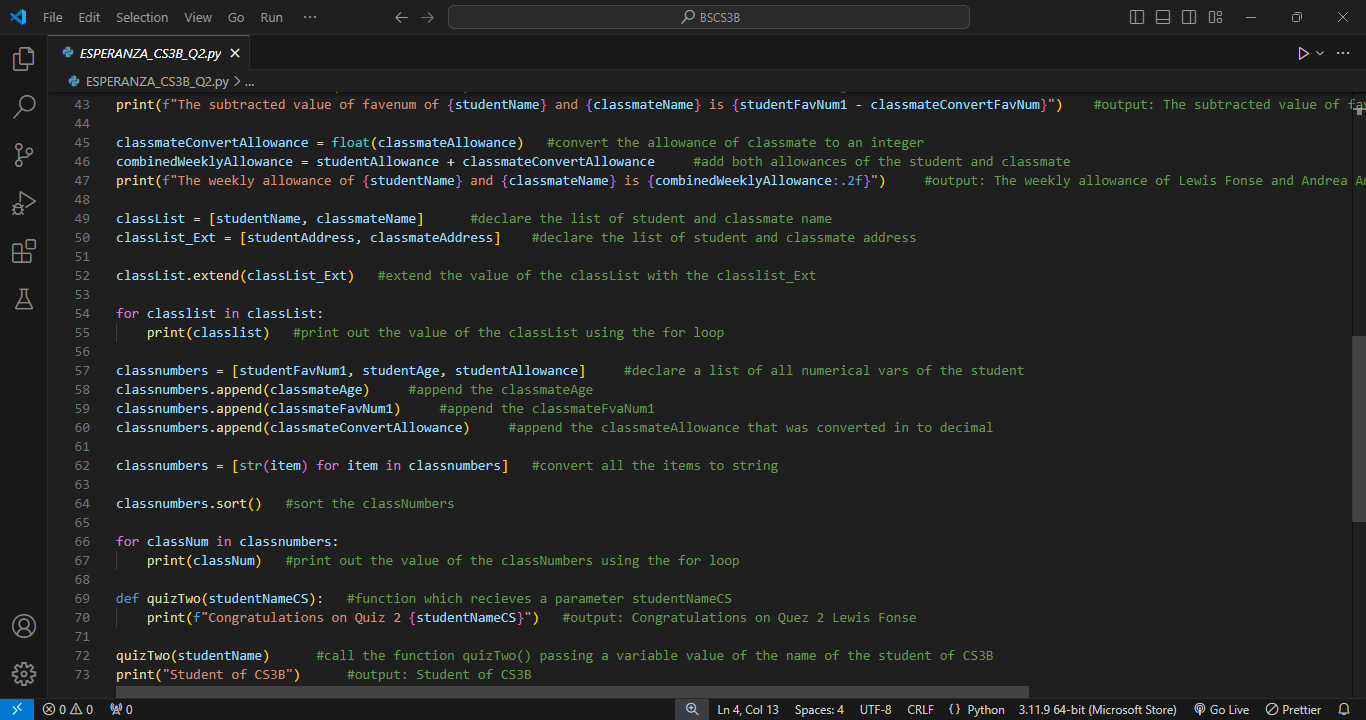 File Edit Selection View Go Run ··· BSCS3B
ESPERANZA_CS3B_Q2.py
ESPERANZA_CS3B_Q2.py > ...
43 print(f"The subtracted value of favenum of {studentName} and {classmateName} is {studentFavNum1 - classmateConvertFavNum}") #output: The subtracted value of fav
44
45 classmateConvertAllowance = float(classmateAllowance) #convert the allowance of classmate to an integer
46 combinedWeeklyAllowance = studentAllowance + classmateConvertAllowance #add both allowances of the student and classmate
47 print(f"The weekly allowance of {studentName} and {classmateName} is {combinedWeeklyAllowance:.2f}") #output: The weekly allowance of Lewis Fonse and Andrea An
48
49 classList = [studentName, classmateName] #declare the list of student and classmate name
50 classList_Ext = [studentAddress, classmateAddress] #declare the list of student and classmate address
51
52 classList.extend(classList_Ext) #extend the value of the classList with the classlist_Ext
53
54 for classlist in classList:
55 print(classlist) #print out the value of the classList using the for loop
56
57 classnumbers = [studentFavNum1, studentAge, studentAllowance] #declare a list of all numerical vars of the student
58 classnumbers.append(classmateAge) #append the classmateAge
59 classnumbers.append(classmateFavNum1) #append the classmateFvaNum1
60 classnumbers.append(classmateConvertAllowance) #append the classmateAllowance that was converted in to decimal
61
62 classnumbers = [str(item) for item in classnumbers] #convert all the items to string
63
64 classnumbers.sort() #sort the classNumbers
65
66 for classNum in classnumbers:
67 print(classNum) #print out the value of the classNumbers using the for loop
68
69 def quizTwo(studentNameCS): #function which recieves a parameter studentNameCS
70 print(f"Congratulations on Quiz 2 {studentNameCS}") #output: Congratulations on Quez 2 Lewis Fonse
71
72 quizTwo(studentName) #call the function quizTwo() passing a variable value of the name of the student of CS3B
73 print("Student of CS3B") #output: Student of CS3B
0 0 0 Ln 4, Col 13 Spaces: 4 UTF-8 CRLF {} Python 3.11.9 64-bit (Microsoft Store) Go Live Prettier